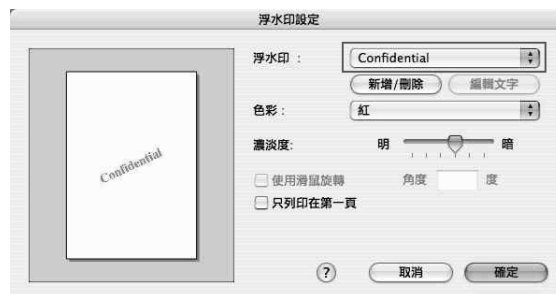 浮水印設定
浮水印 :
Confidential
新增/刪除
編輯文字
色彩 :
紅
濃淡度:
明
暗
Confidential
使用滑鼠旋轉
角度
度
只列印在第一頁
?
取消
確定